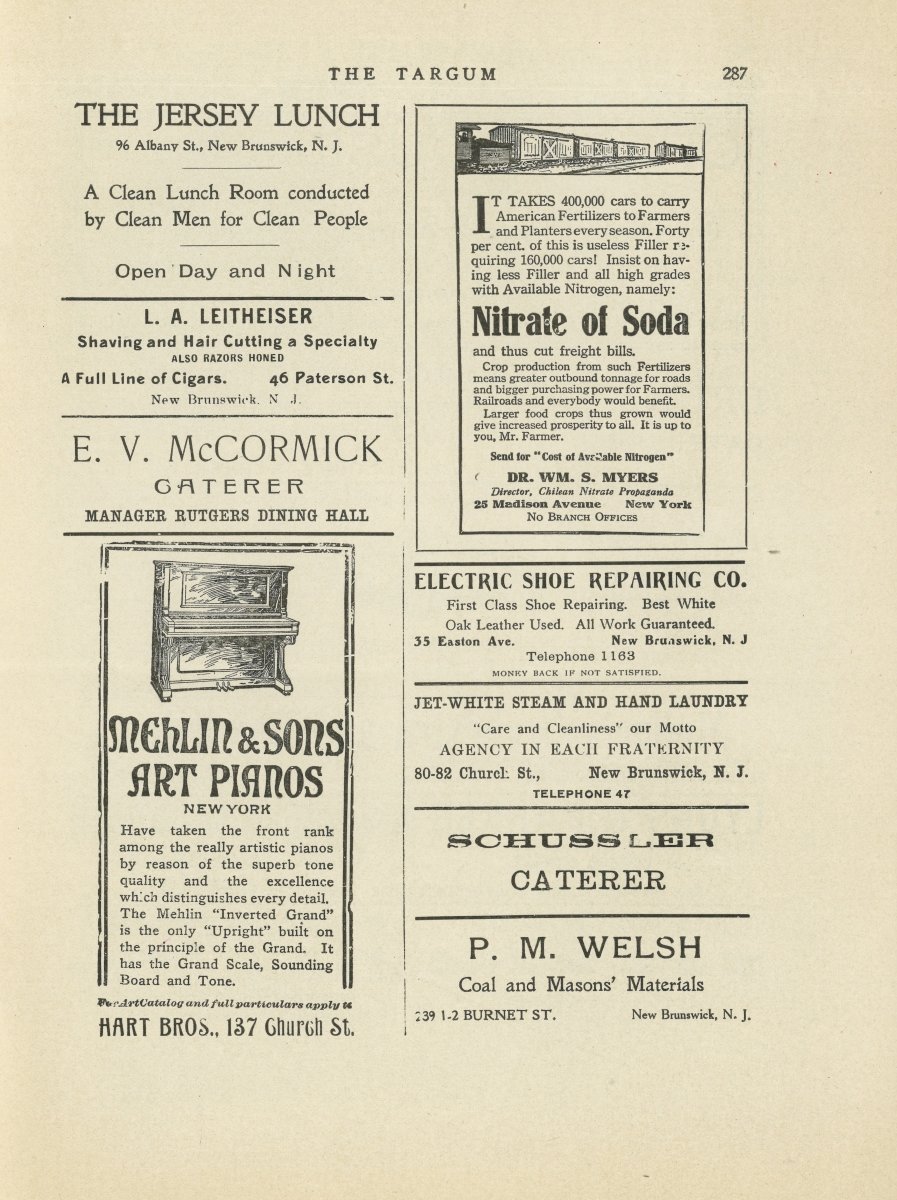 THE TARGUM
287
THE JERSEY LUNCH
96 Albany St., New Brunswick, N. J.
A Clean Lunch Room conducted
by Clean Men for Clean People
Open Day and Night
L. A. LEITHEISER
Shaving and Hair Cutting a Specialty
ALSO RAZORS HONED
A Full Line of Cigars. 46 Paterson St.
New Brunswick. N. J.
E. V. McCORMICK
CATERER
MANAGER RUTGERS DINING HALL
MEhLIN & SONS
ART PIANOS
NEW YORK
Have taken the front rank
among the really artistic pianos
by reason of the superb tone
quality and the excellence
which distinguishes every detail.
The Mehlin "Inverted Grand"
is the only "Upright" built on
the principle of the Grand. It
has the Grand Scale, Sounding
Board and Tone.
For Art Catalog and full particulars apply to
HART BROS., 137 Church St.
IT TAKES 400,000 cars to carry
American Fertilizers to Farmers
and Planters every season. Forty
per cent. of this is useless Filler re-
quiring 160,000 cars! Insist on hav-
ing less Filler and all high grades
with Available Nitrogen, namely:
Nitrate of Soda
and thus cut freight bills.
Crop production from such Fertilizers
means greater outbound tonnage for roads
and bigger purchasing power for Farmers.
Railroads and everybody would benefit.
Larger food crops thus grown would
give increased prosperity to all. It is up to
you, Mr. Farmer.
Send for "Cost of Available Nitrogen"
DR. WM. S. MYERS
Director, Chilean Nitrate Propaganda
25 Madison Avenue New York
NO BRANCH OFFICES
ELECTRIC SHOE REPAIRING CO.
First Class Shoe Repairing. Best White
Oak Leather Used. All Work Guaranteed.
35 Easton Ave. New Brunswick, N. J
Telephone 1163
MONEY BACK IF NOT SATISFIED.
JET-WHITE STEAM AND HAND LAUNDRY
"Care and Cleanliness" our Motto
AGENCY IN EACH FRATERNITY
80-82 Church St., New Brunswick, N. J.
TELEPHONE 47
SCHUSSLER
CATERER
P. M. WELSH
Coal and Masons' Materials
239 1-2 BURNET ST. New Brunswick, N. J.